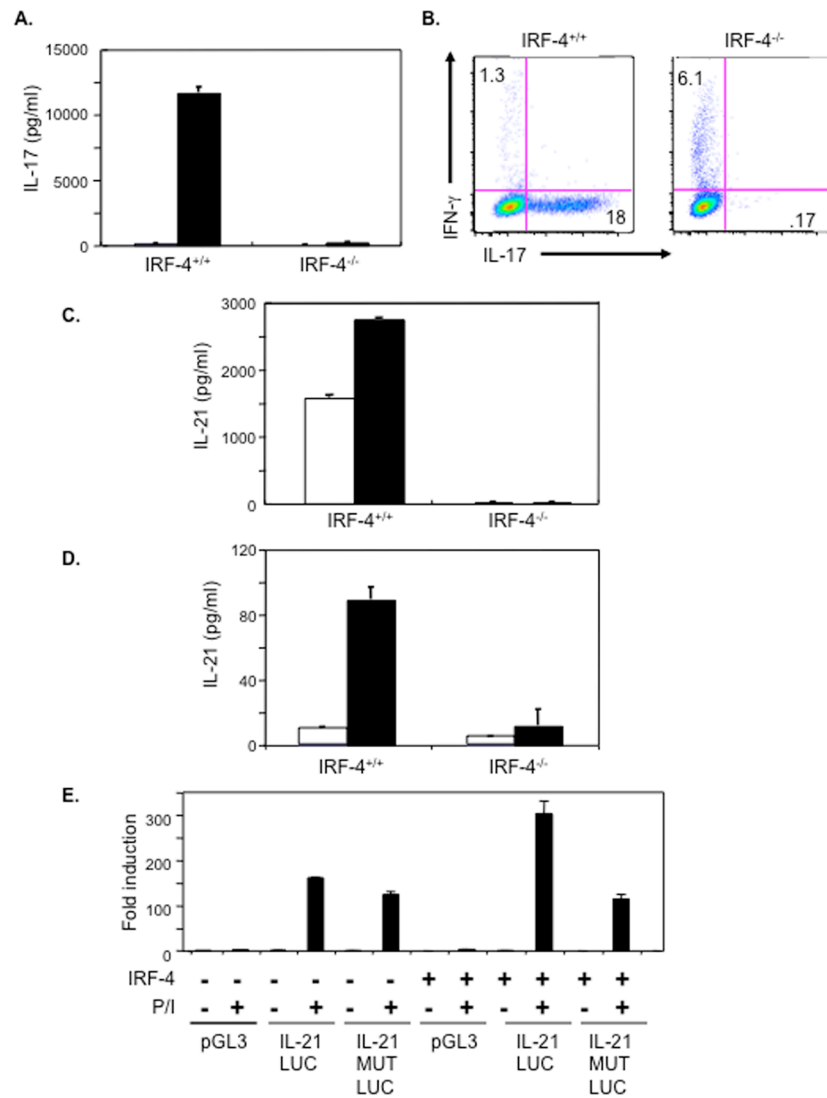 A.
15000
10000
5000
0
IL-17 (pg/ml)
IRF-4+/+ IRF-4-/-
B.
IRF-4+/+ IRF-4-/-
1.3 6.1
18 .17
IFN-γ
IL-17
C.
3000
2000
1000
0
IL-21 (pg/ml)
IRF-4+/+ IRF-4-/-
D.
120
80
40
0
IL-21 (pg/ml)
IRF-4+/+ IRF-4-/-
E.
300
200
100
0
Fold induction
IRF-4 - - - - - - + + + + + +
P/I - + - + - + - + - + - +
pGL3 IL-21 LUC IL-21 MUT LUC pGL3 IL-21 LUC IL-21 MUT LUC